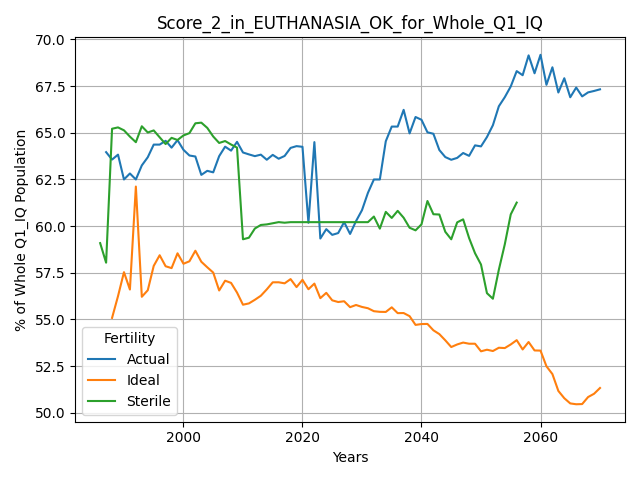 Score_2_in_EUTHANASIA_OK_for_Whole_Q1_IQ
% of Whole Q1_IQ Population
70.0
67.5
65.0
62.5
60.0
57.5
55.0
52.5
50.0
Fertility
Actual
Ideal
Sterile
2000
2020
2040
2060
Years